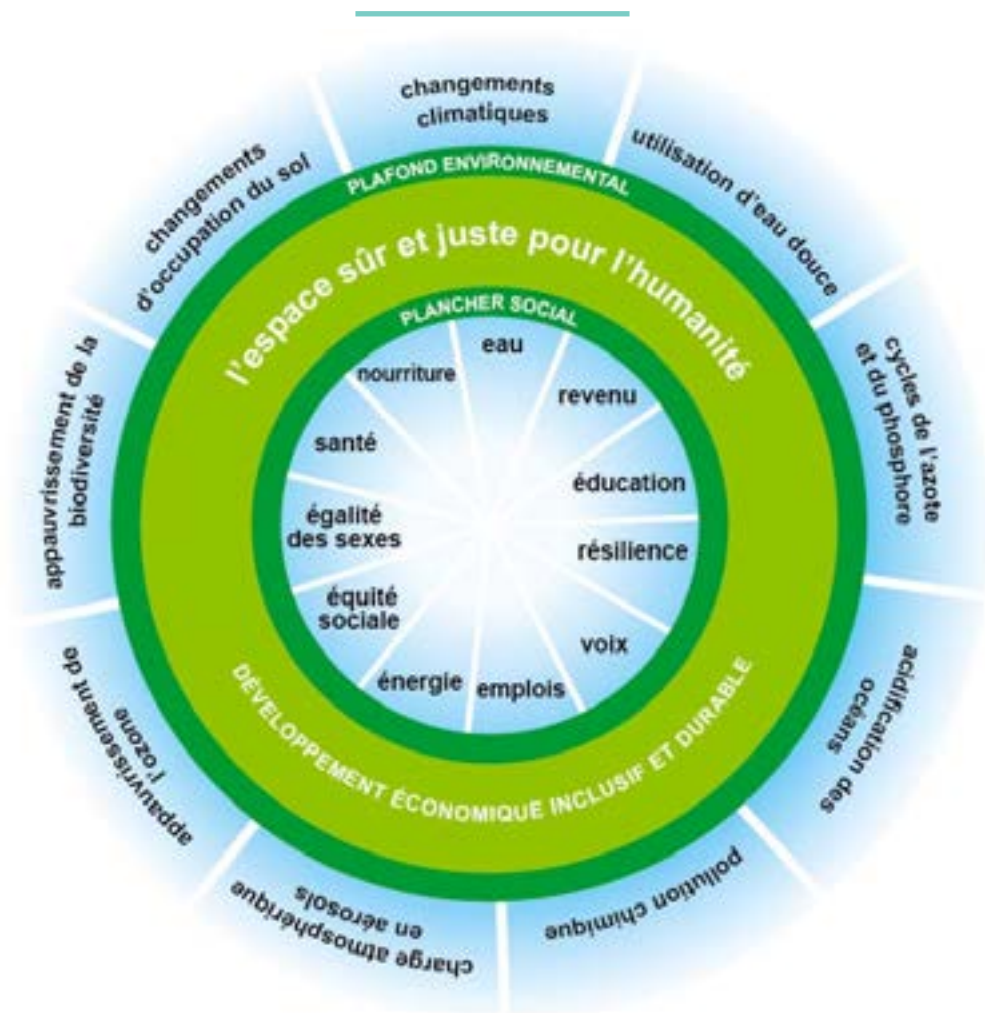 changements
climatiques
utilisation d'eau douce
cycles de l'azote
et du phosphore
acidification des
océans
pollution chimique
charge atmosphérique
en aérosols
appauvrissement de
l'ozone
appauvrissement de la
biodiversité
changements
d'occupation du sol
PLAFOND ENVIRONNEMENTAL
l'espace sûr et juste pour l'humanité
PLANCHER SOCIAL
eau
revenu
éducation
résilience
voix
emplois
énergie
équité
sociale
égalité
des sexes
santé
nourriture
DÉVELOPPEMENT ÉCONOMIQUE INCLUSIF ET DURABLE